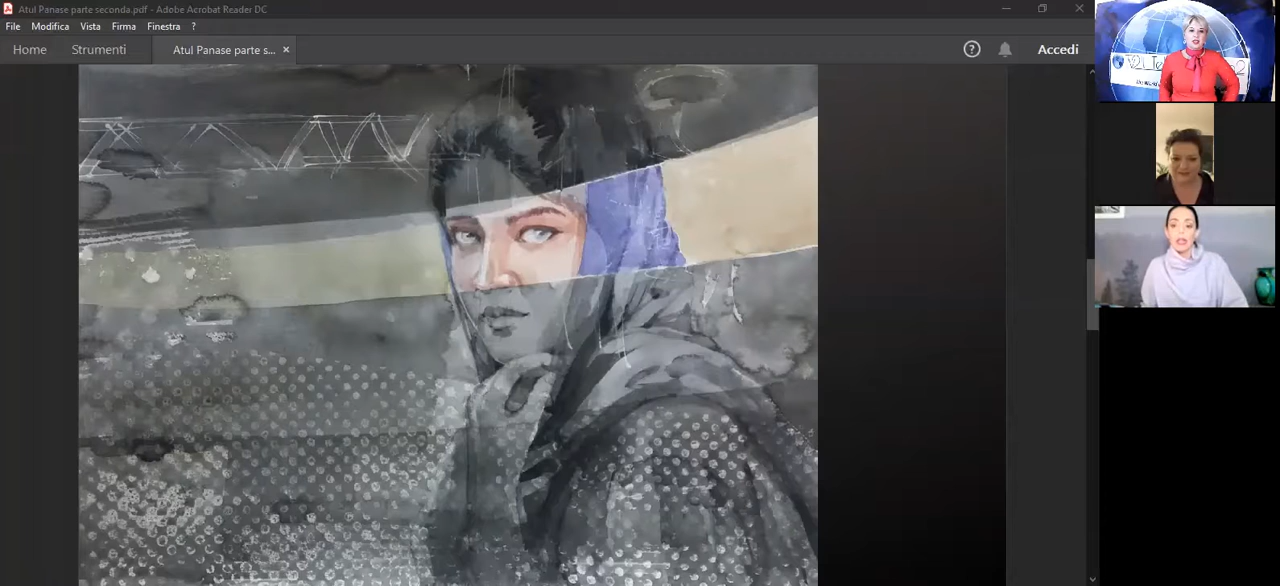 Atul Panase parte seconda.pdf - Adobe Acrobat Reader DC
File Modifica Vista Firma Finestra ?
Home Strumenti Atul Panase parte s... × ? Accedi